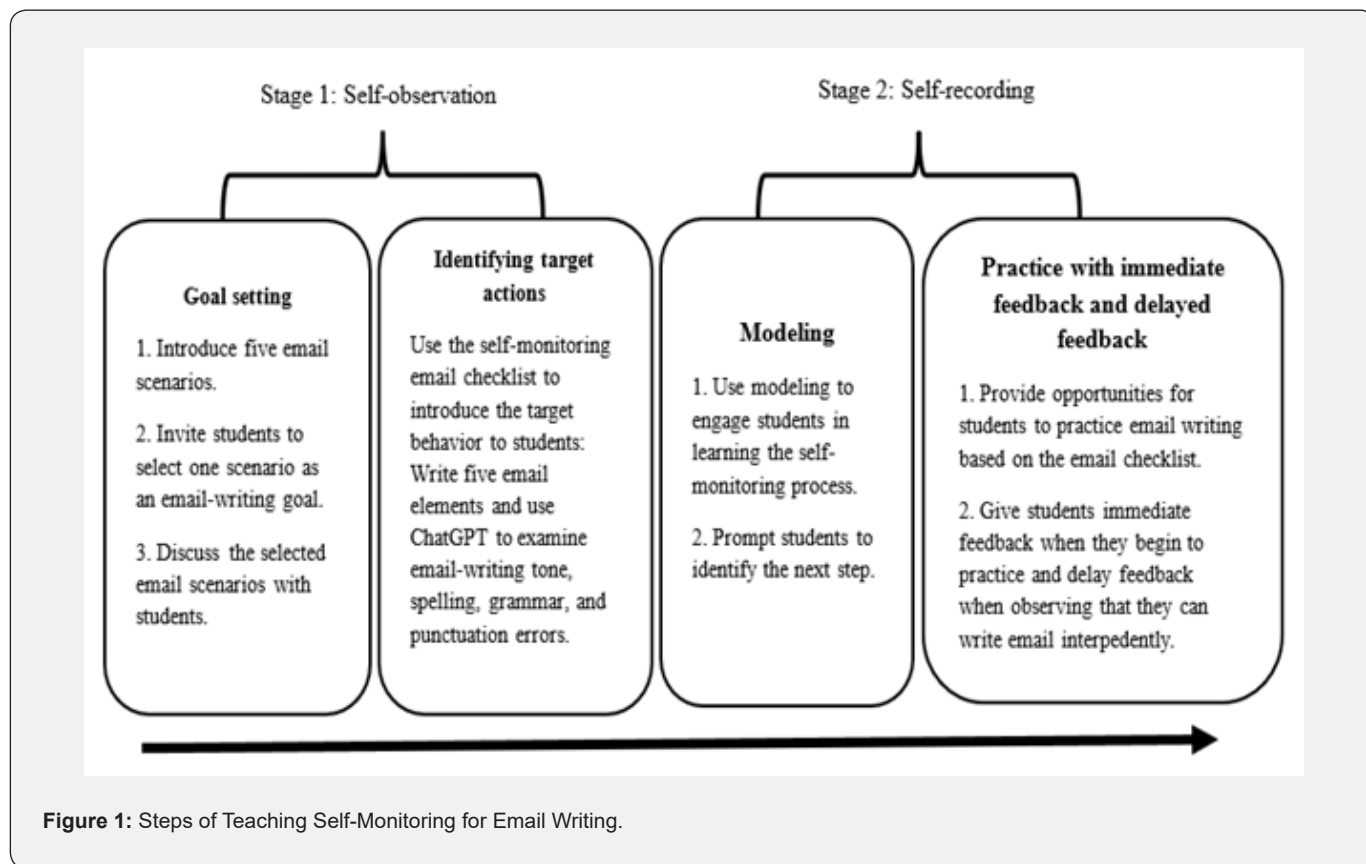 Stage 1: Self-observation
Stage 2: Self-recording
Goal setting
1. Introduce five email
scenarios.
2. Invite students to
select one scenario as
an email-writing goal.
3. Discuss the selected
email scenarios with
students.
Identifying target
actions
Use the self-monitoring
email checklist to
introduce the target
behavior to students:
Write five email
elements and use
ChatGPT to examine
email-writing tone,
spelling, grammar, and
punctuation errors.
Modeling
1. Use modeling to
engage students in
learning the self-
monitoring process.
2. Prompt students to
identify the next step.
Practice with immediate
feedback and delayed
feedback
1. Provide opportunities for
students to practice email writing
based on the email checklist.
2. Give students immediate
feedback when they begin to
practice and delay feedback
when observing that they can
write email interpedently.
Figure 1: Steps of Teaching Self-Monitoring for Email Writing.